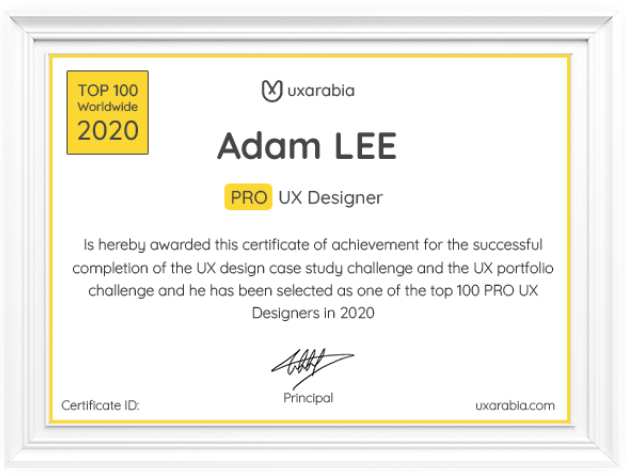 TOP 100
Worldwide
2020
uxarabia
Adam LEE
PRO UX Designer
Is hereby awarded this certificate of achievement for the successful
completion of the UX design case study challenge and the UX portfolio
challenge and he has been selected as one of the top 100 PRO UX
Designers in 2020
Principal
Certificate ID:
uxarabia.com